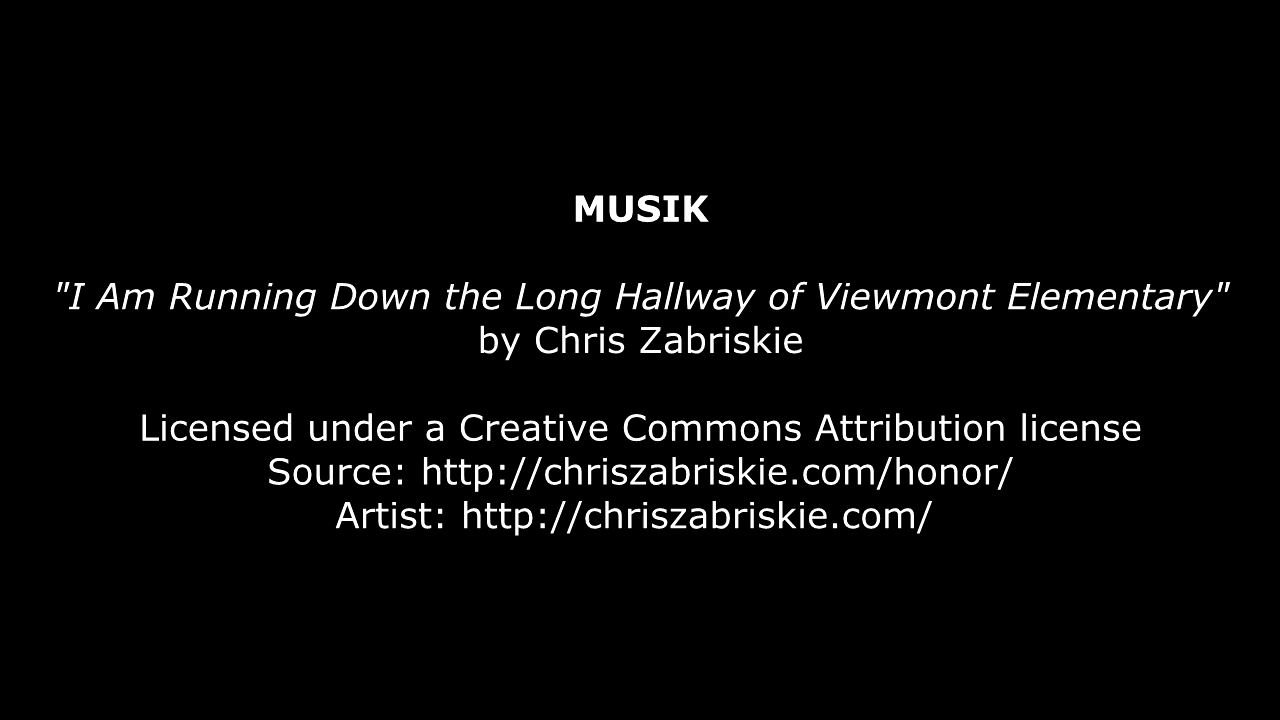 MUSIK
"I Am Running Down the Long Hallway of Viewmont Elementary"
by Chris Zabriskie
Licensed under a Creative Commons Attribution license
Source: http://chriszabriskie.com/honor/
Artist: http://chriszabriskie.com/